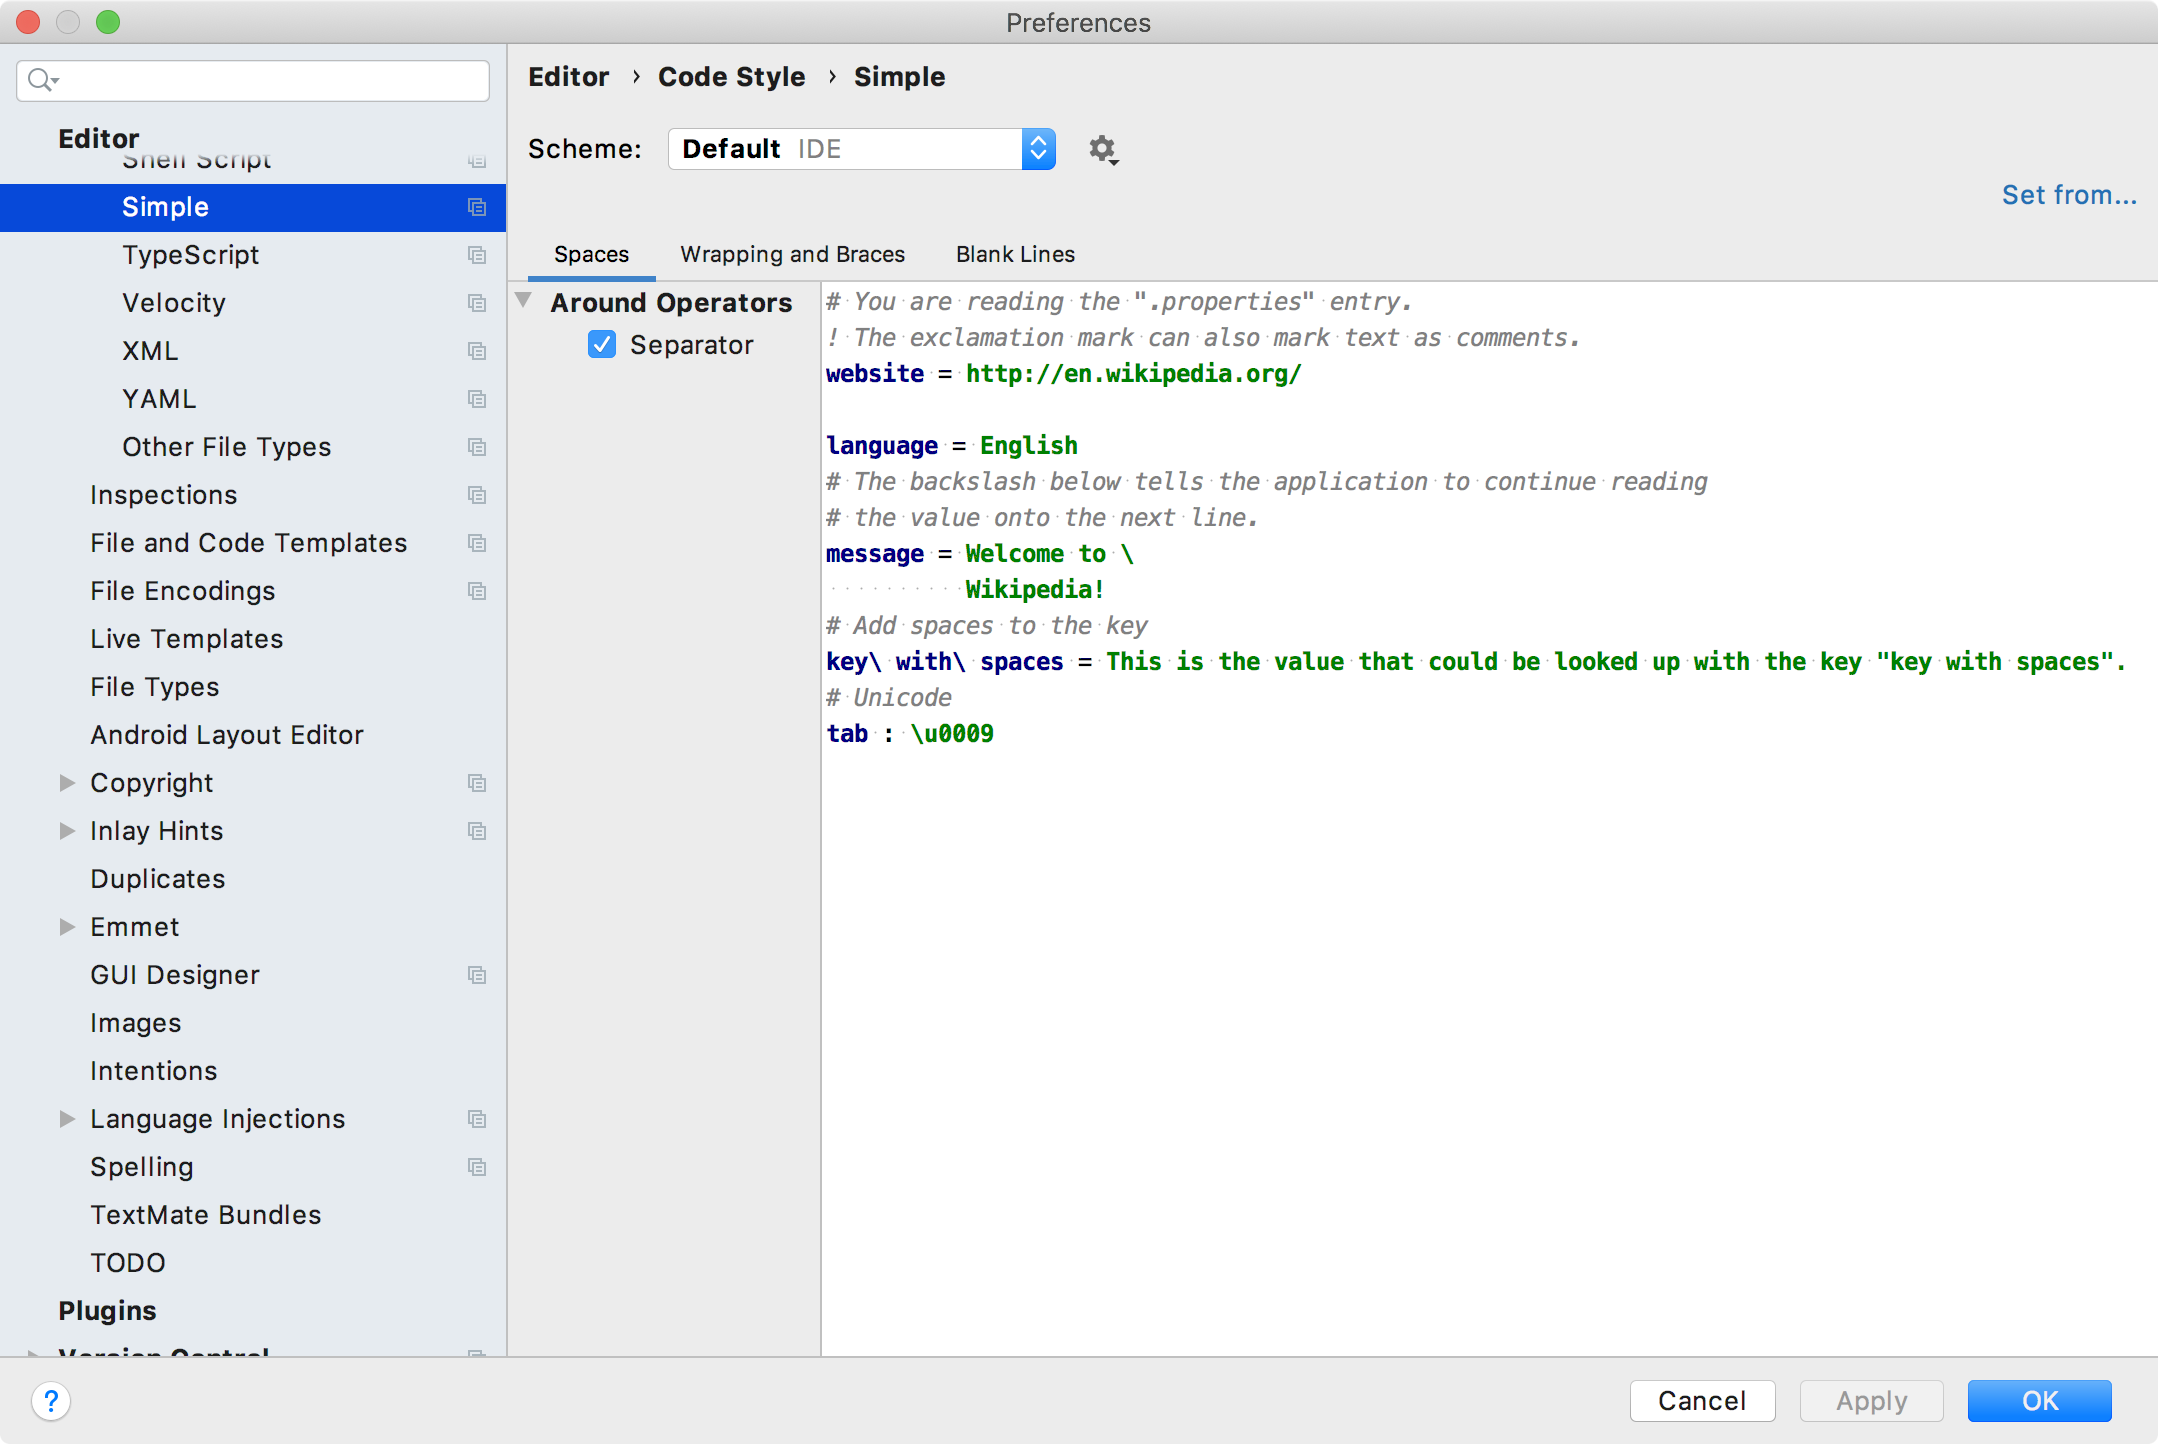 Preferences
Editor
Shell Script
Simple
TypeScript
Velocity
XML
YAML
Other File Types
Inspections
File and Code Templates
File Encodings
Live Templates
File Types
Android Layout Editor
Copyright
Inlay Hints
Duplicates
Emmet
GUI Designer
Images
Intentions
Language Injections
Spelling
TextMate Bundles
TODO
Plugins
Version Control
?
Editor › Code Style › Simple
Scheme: Default IDE
Set from...
Spaces Wrapping and Braces Blank Lines
Around Operators
Separator
# You are reading the ".properties" entry.
! The exclamation mark can also mark text as comments.
website = http://en.wikipedia.org/
language = English
# The backslash below tells the application to continue reading
# the value onto the next line.
message = Welcome to \
Wikipedia!
# Add spaces to the key
key\ with\ spaces = This is the value that could be looked up with the key "key with spaces".
# Unicode
tab : \u0009
Cancel Apply OK